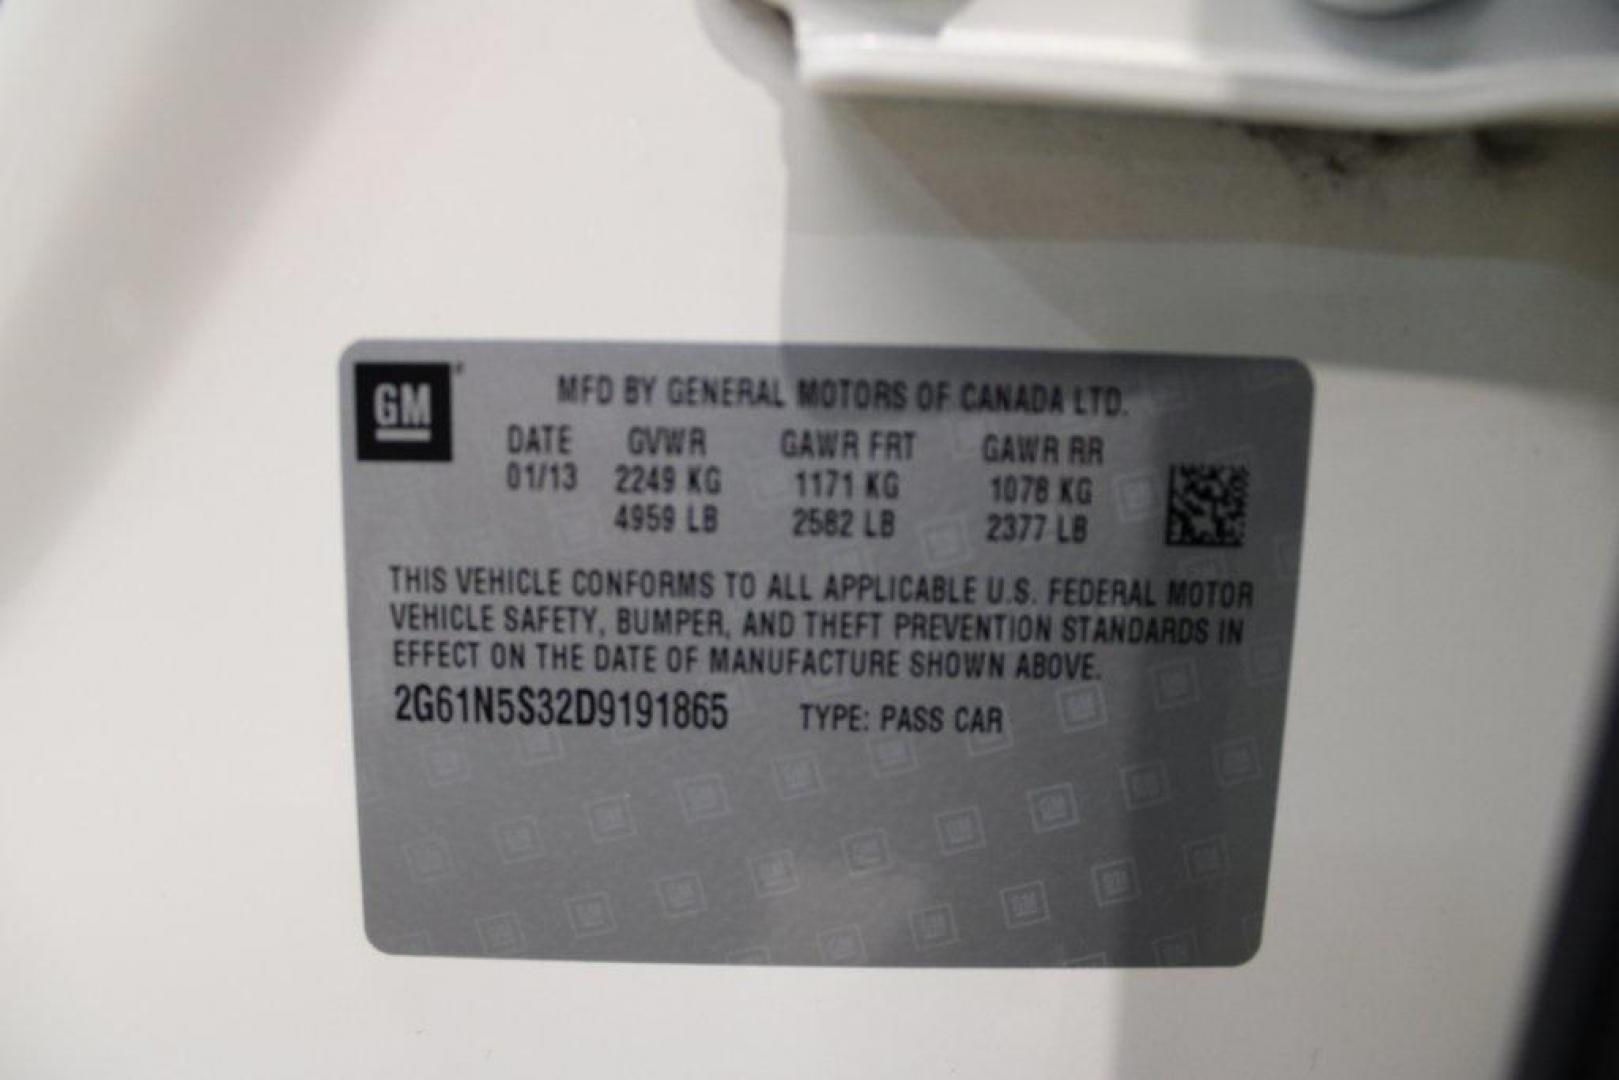 GM
MFD BY GENERAL MOTORS OF CANADA LTD.
DATE GVWR GAWR FRT GAWR RR
01/13 2249 KG 1171 KG 1078 KG
4959 LB 2582 LB 2377 LB
THIS VEHICLE CONFORMS TO ALL APPLICABLE U.S. FEDERAL MOTOR
VEHICLE SAFETY, BUMPER, AND THEFT PREVENTION STANDARDS IN
EFFECT ON THE DATE OF MANUFACTURE SHOWN ABOVE.
2G61N5S32D9191865 TYPE: PASS CAR